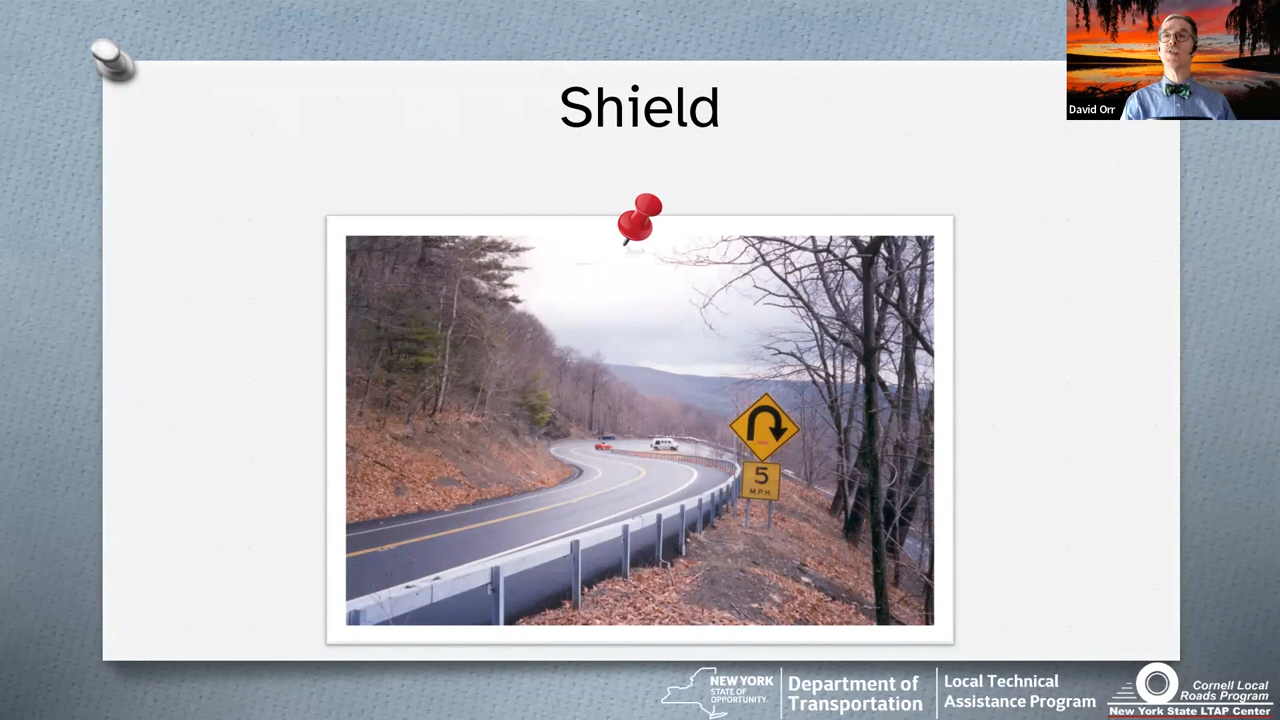 Shield
David Orr
5
M.P.H
NEW YORK
STATE OF
OPPORTUNITY.
Department of
Transportation
Local Technical
Assistance Program
Cornell Local
Roads Program
New York State LTAP Center